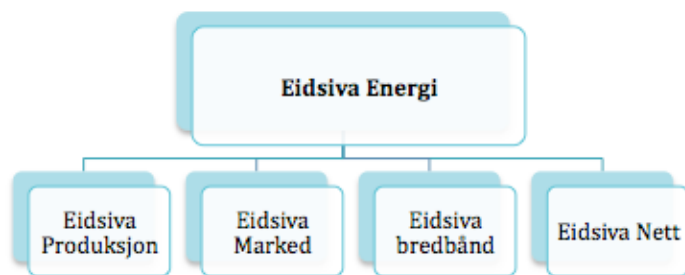 Eidsiva Energi
Eidsiva
Produksjon
Eidsiva
Marked
Eidsiva
bredbånd
Eidsiva Nett